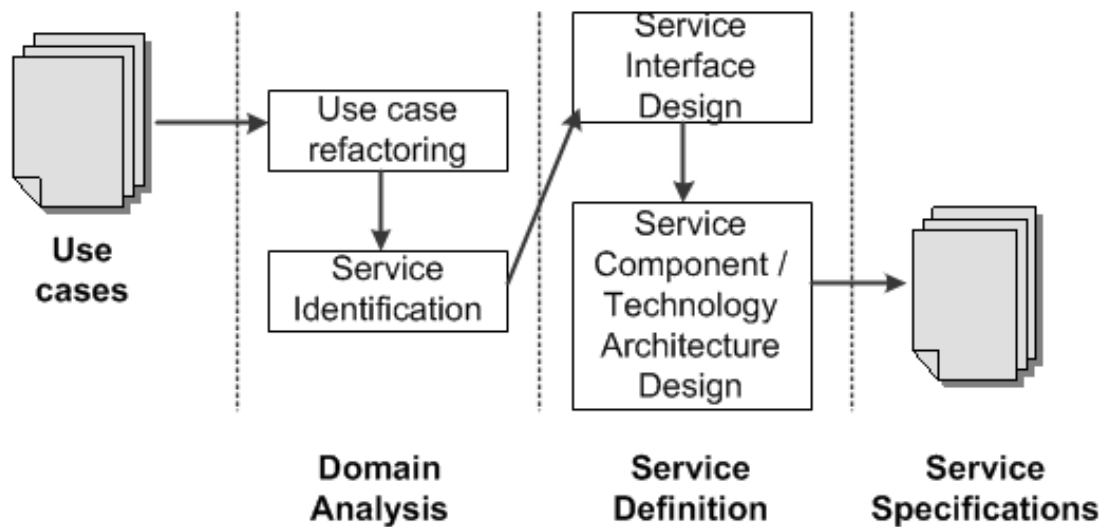 Use
cases
Use case
refactoring
Service
Identification
Domain
Analysis
Service
Interface
Design
Service
Component /
Technology
Architecture
Design
Service
Definition
Service
Specifications